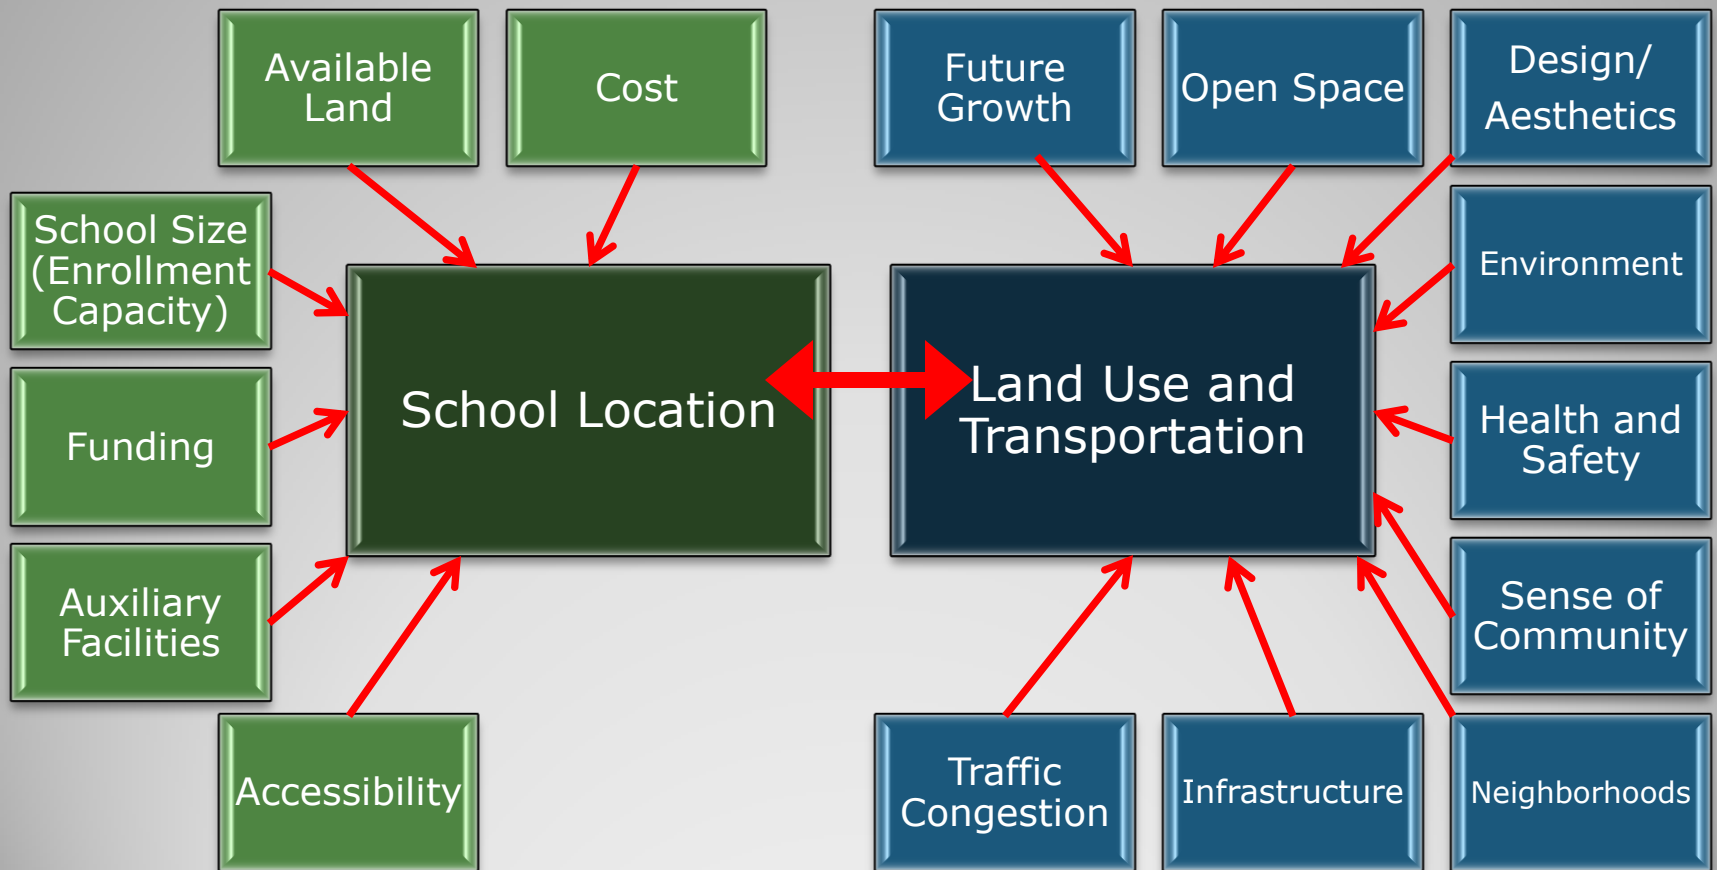 Available
Land
Cost
Future
Growth
Open Space
Design/
Aesthetics
School Size
(Enrollment
Capacity)
Environment
School Location
Land Use and
Transportation
Funding
Health and
Safety
Auxiliary
Facilities
Sense of
Community
Accessibility
Traffic
Congestion
Infrastructure
Neighborhoods